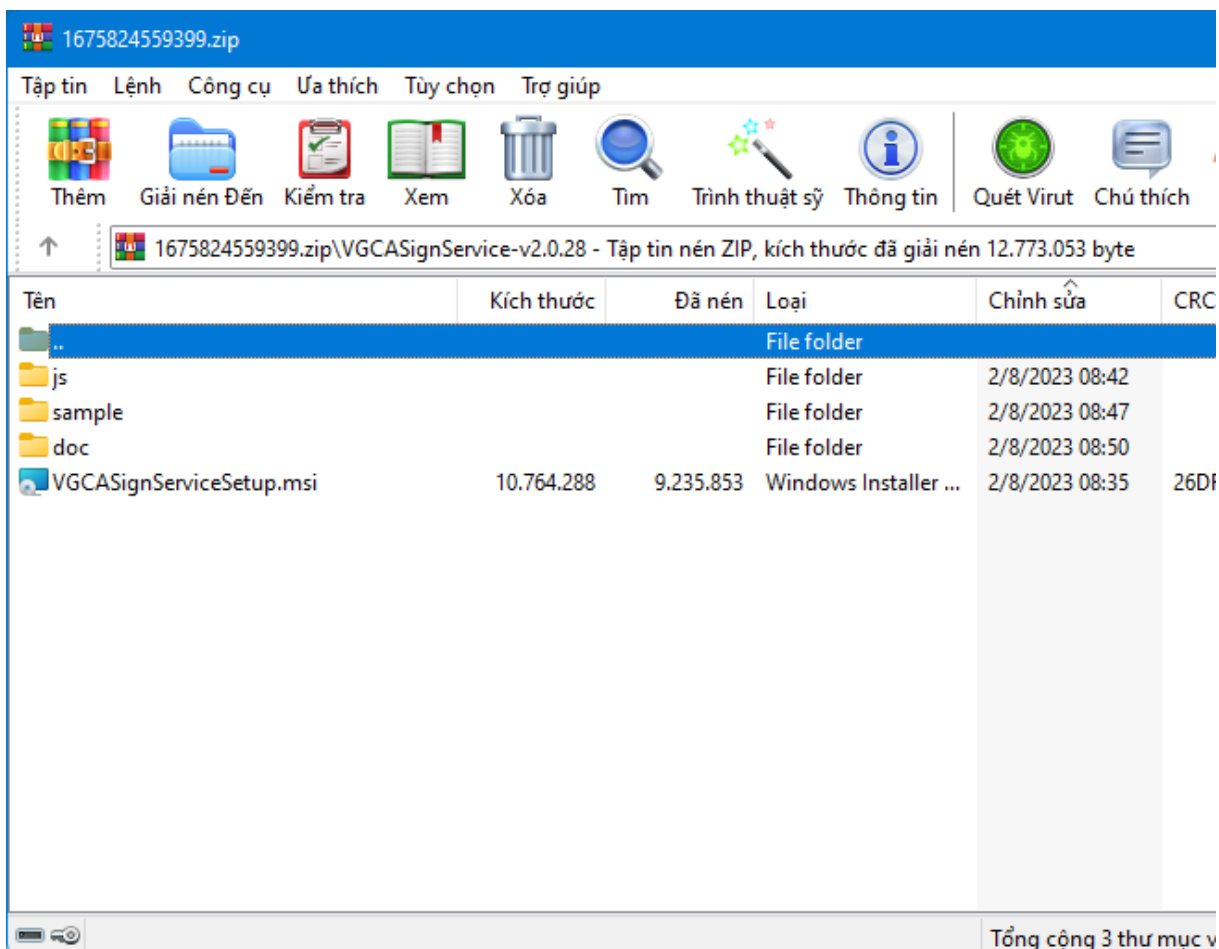 1675824559399.zip
Tập tin Lệnh Công cụ Ưa thích Tùy chọn Trợ giúp
Thêm Giải nén Đến Kiểm tra Xem Xóa Tìm Trình thuật sỹ Thông tin Quét Virut Chú thích
1675824559399.zip\VGCASignService-v2.0.28 - Tập tin nén ZIP, kích thước đã giải nén 12.773.053 byte
Tên Kích thước Đã nén Loại Chỉnh sửa CRC
.. File folder
js File folder 2/8/2023 08:42
sample File folder 2/8/2023 08:47
doc File folder 2/8/2023 08:50
VGCASignServiceSetup.msi 10.764.288 9.235.853 Windows Installer ... 2/8/2023 08:35
Tổng cộng 3 thư mục